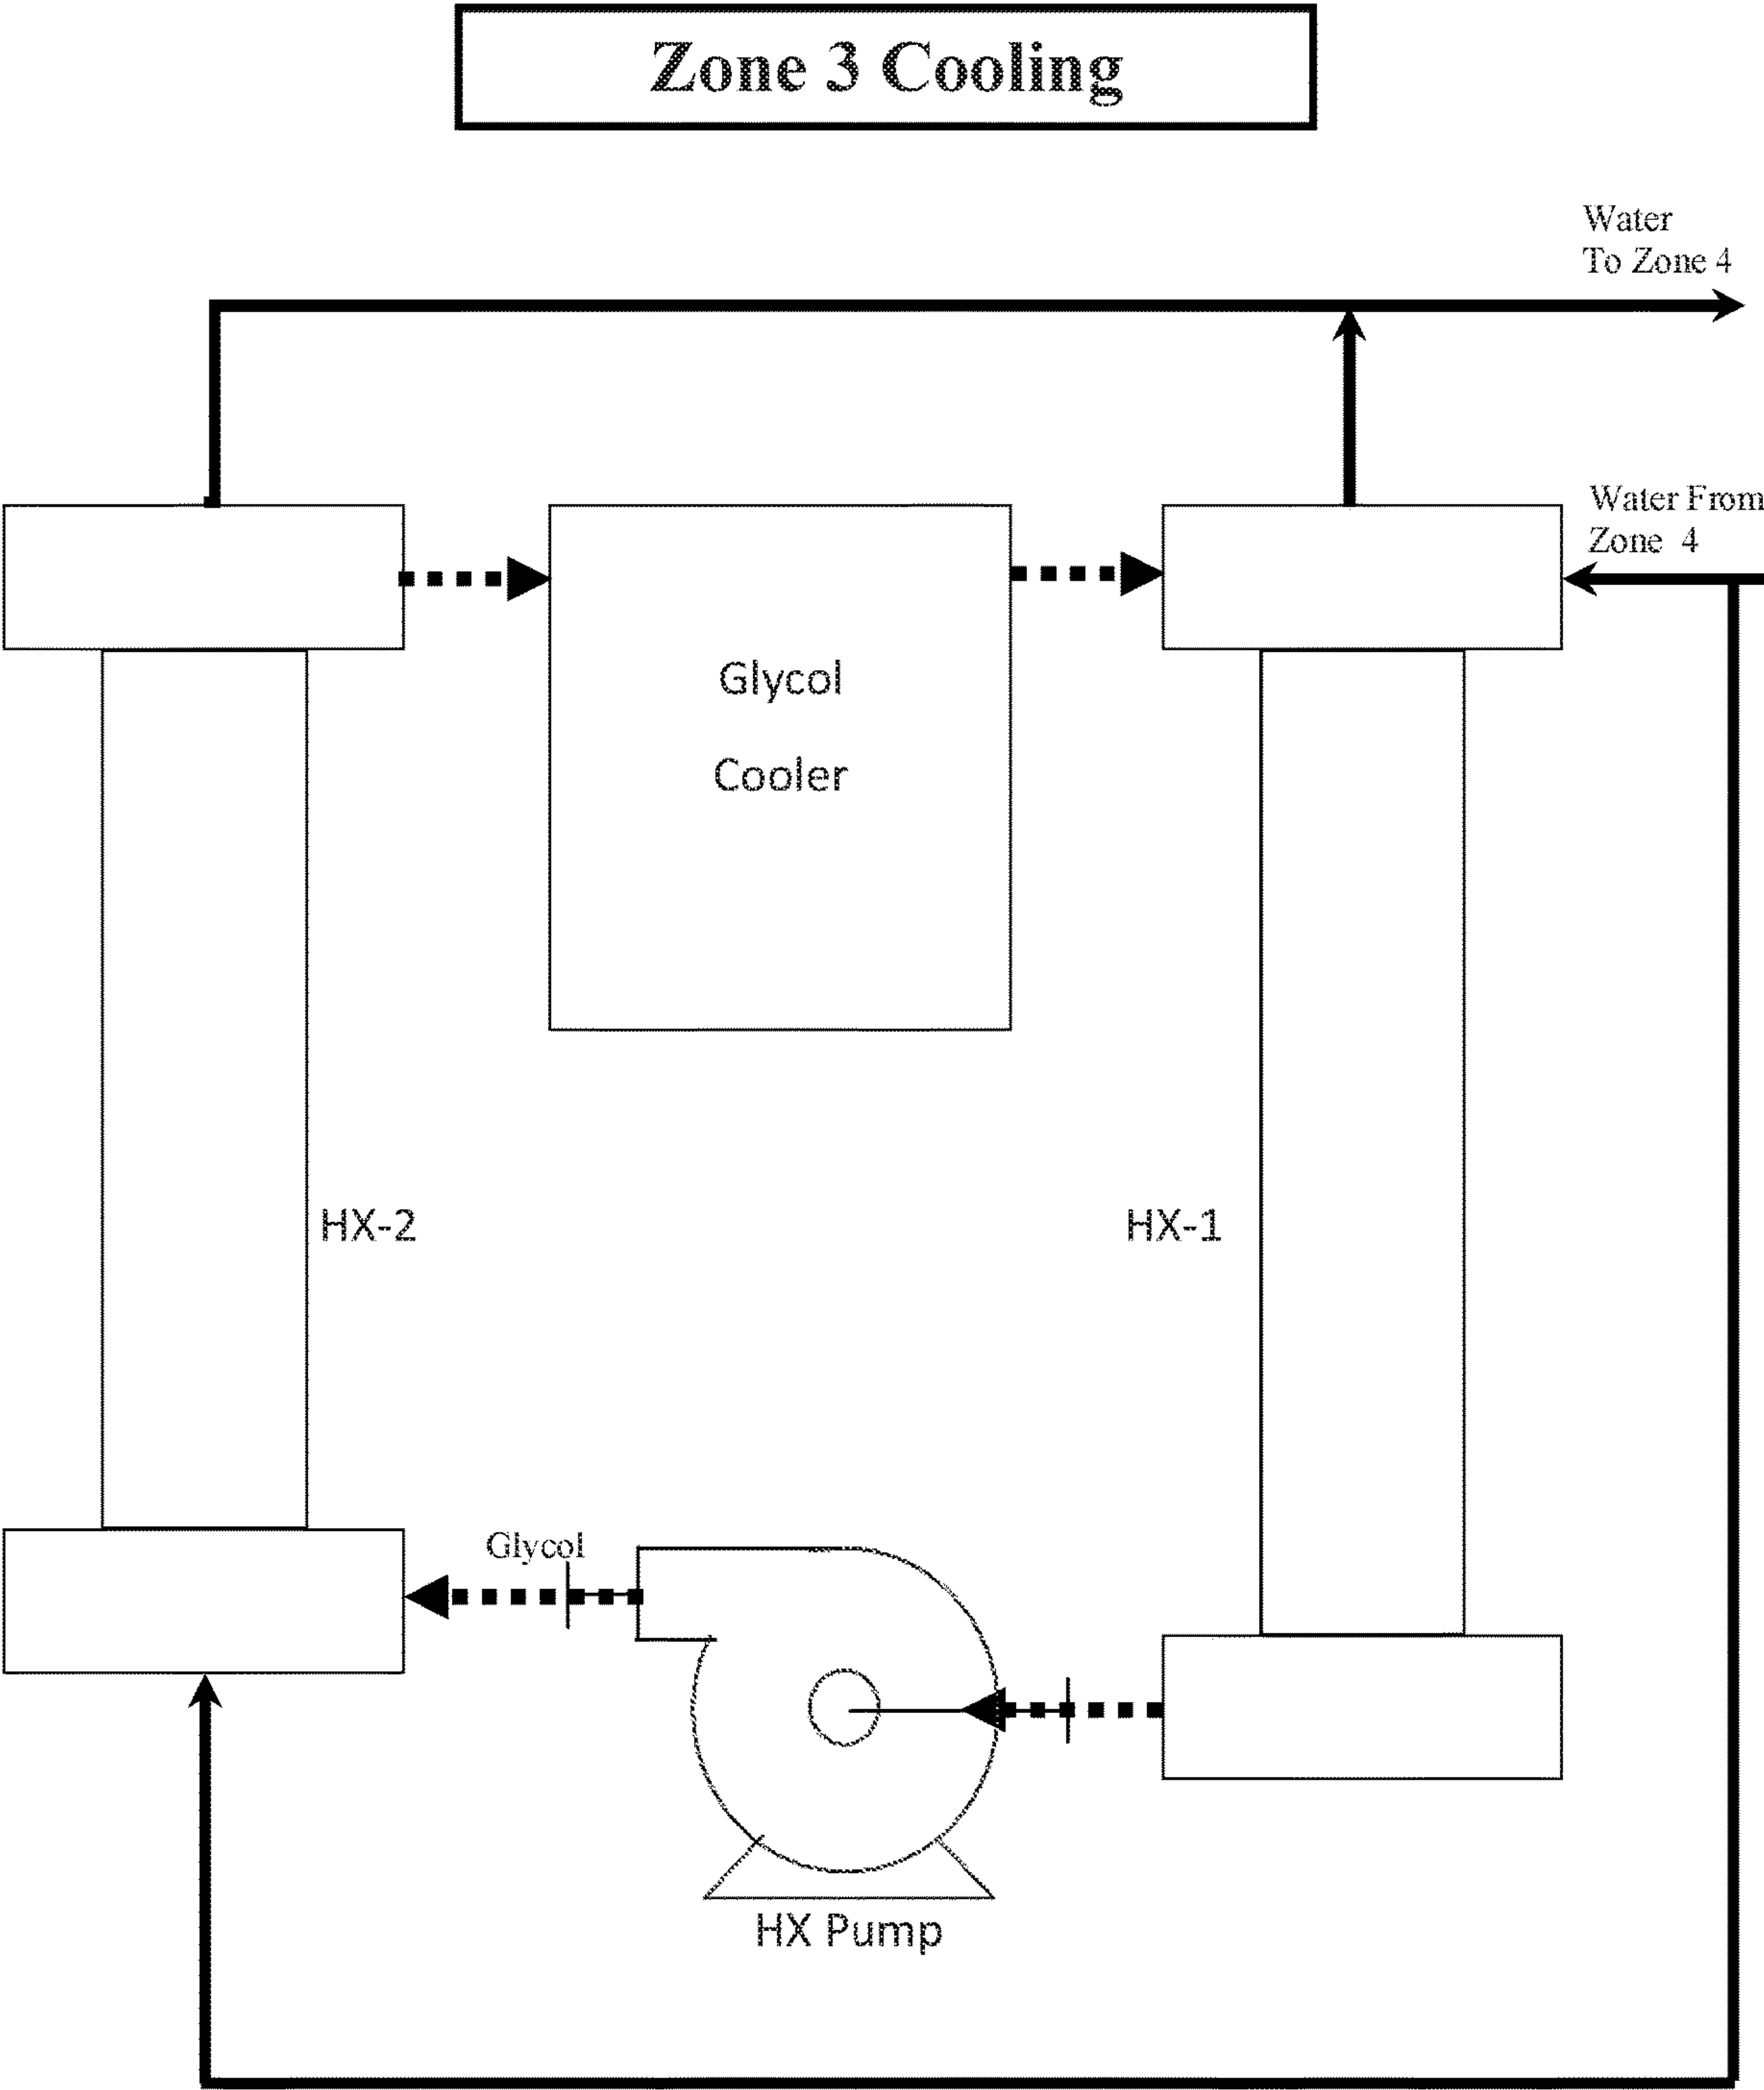 Zone 3 Cooling
Water
To Zone 4
Water From
Zone 4
Glycol
Cooler
HX-2
HX-1
Glycol
HX Pump